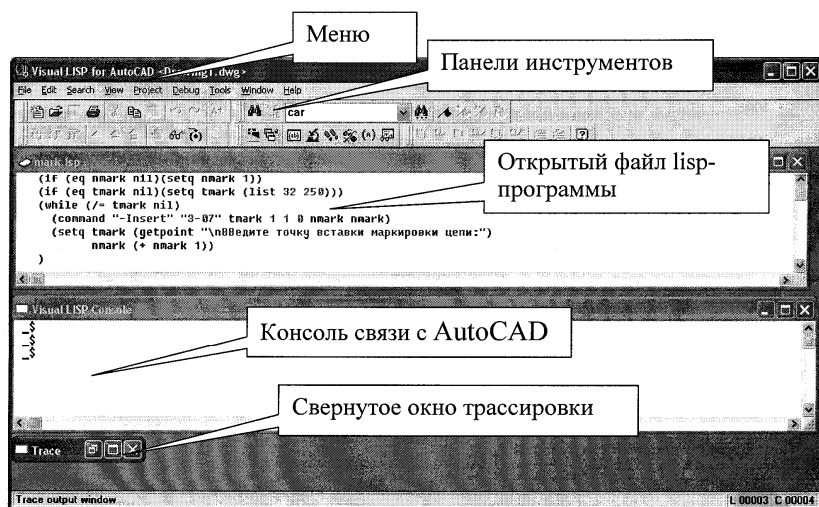 Меню
Панели инструментов
Visual LISP for AutoCAD <Drawing1.dwg>
File Edit Search View Project Debug Tools Window Help
car
mark.lsp
Открытый файл lisp-
программы
(if (eq nmark nil)(setq nmark 1))
(if (eq tmark nil)(setq tmark (list 32 250)))
(while (/= tmark nil)
(command "-Insert" "3-07" tmark 1 1 0 nmark nmark)
(setq tmark (getpoint "\nВВедите точку вставки маркировки цепи:")
nmark (+ nmark 1))
)
Visual LISP Console
_$
_$
_$
Консоль связи с AutoCAD
Свернутое окно трассировки
Trace
Trace output window
L 00003 C 00004